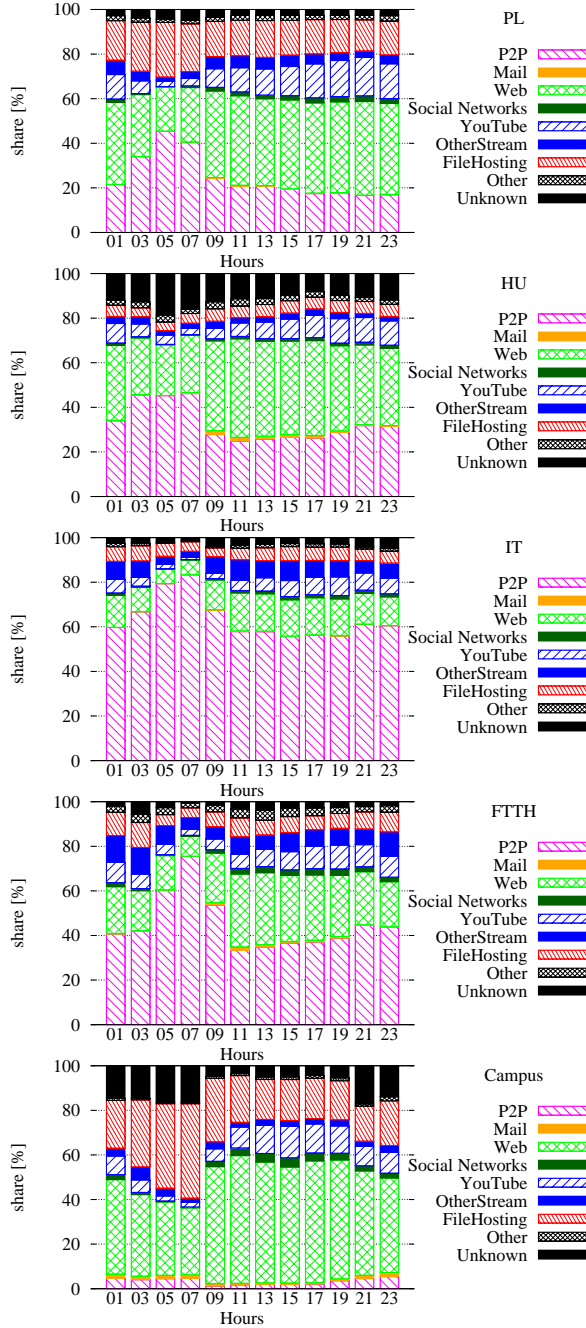 PL
share [%]
100
80
60
40
20
0
01 03 05 07 09 11 13 15 17 19 21 23
Hours
P2P
Mail
Web
Social Networks
YouTube
OtherStream
FileHosting
Other
Unknown
HU
share [%]
100
80
60
40
20
0
01 03 05 07 09 11 13 15 17 19 21 23
Hours
P2P
Mail
Web
Social Networks
YouTube
OtherStream
FileHosting
Other
Unknown
IT
share [%]
100
80
60
40
20
0
01 03 05 07 09 11 13 15 17 19 21 23
Hours
P2P
Mail
Web
Social Networks
YouTube
OtherStream
FileHosting
Other
Unknown
FTTH
share [%]
100
80
60
40
20
0
01 03 05 07 09 11 13 15 17 19 21 23
Hours
P2P
Mail
Web
Social Networks
YouTube
OtherStream
FileHosting
Other
Unknown
Campus
share [%]
100
80
60
40
20
0
01 03 05 07 09 11 13 15 17 19 21 23
Hours
P2P
Mail
Web
Social Networks
YouTube
OtherStream
FileHosting
Other
Unknown